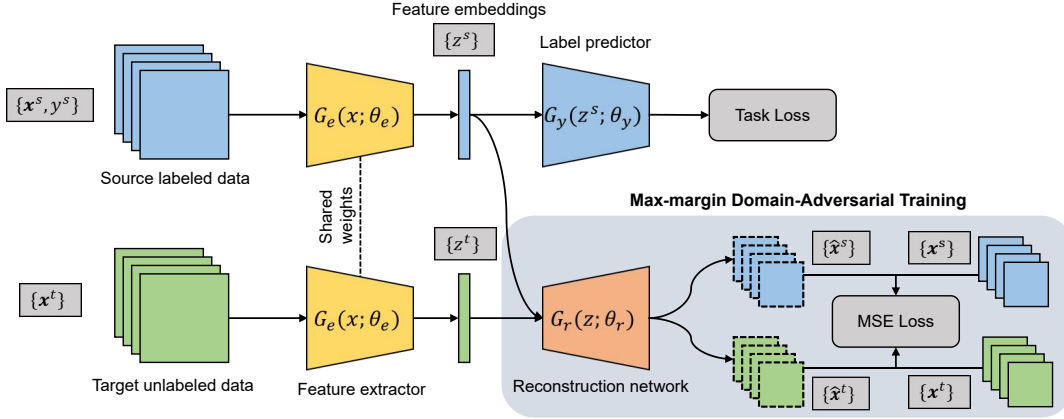 Feature embeddings
{z^s}
Label predictor
{x^s, y^s}
G_e(x; θ_e)
G_y(z^s; θ_y)
Task Loss
Source labeled data
Shared
weights
Max-margin Domain-Adversarial Training
{z^t}
{x̂^s}
{x^s}
{x^t}
G_e(x; θ_e)
G_r(z; θ_r)
MSE Loss
Target unlabeled data
Feature extractor
Reconstruction network
{x̂^t}
{x^t}